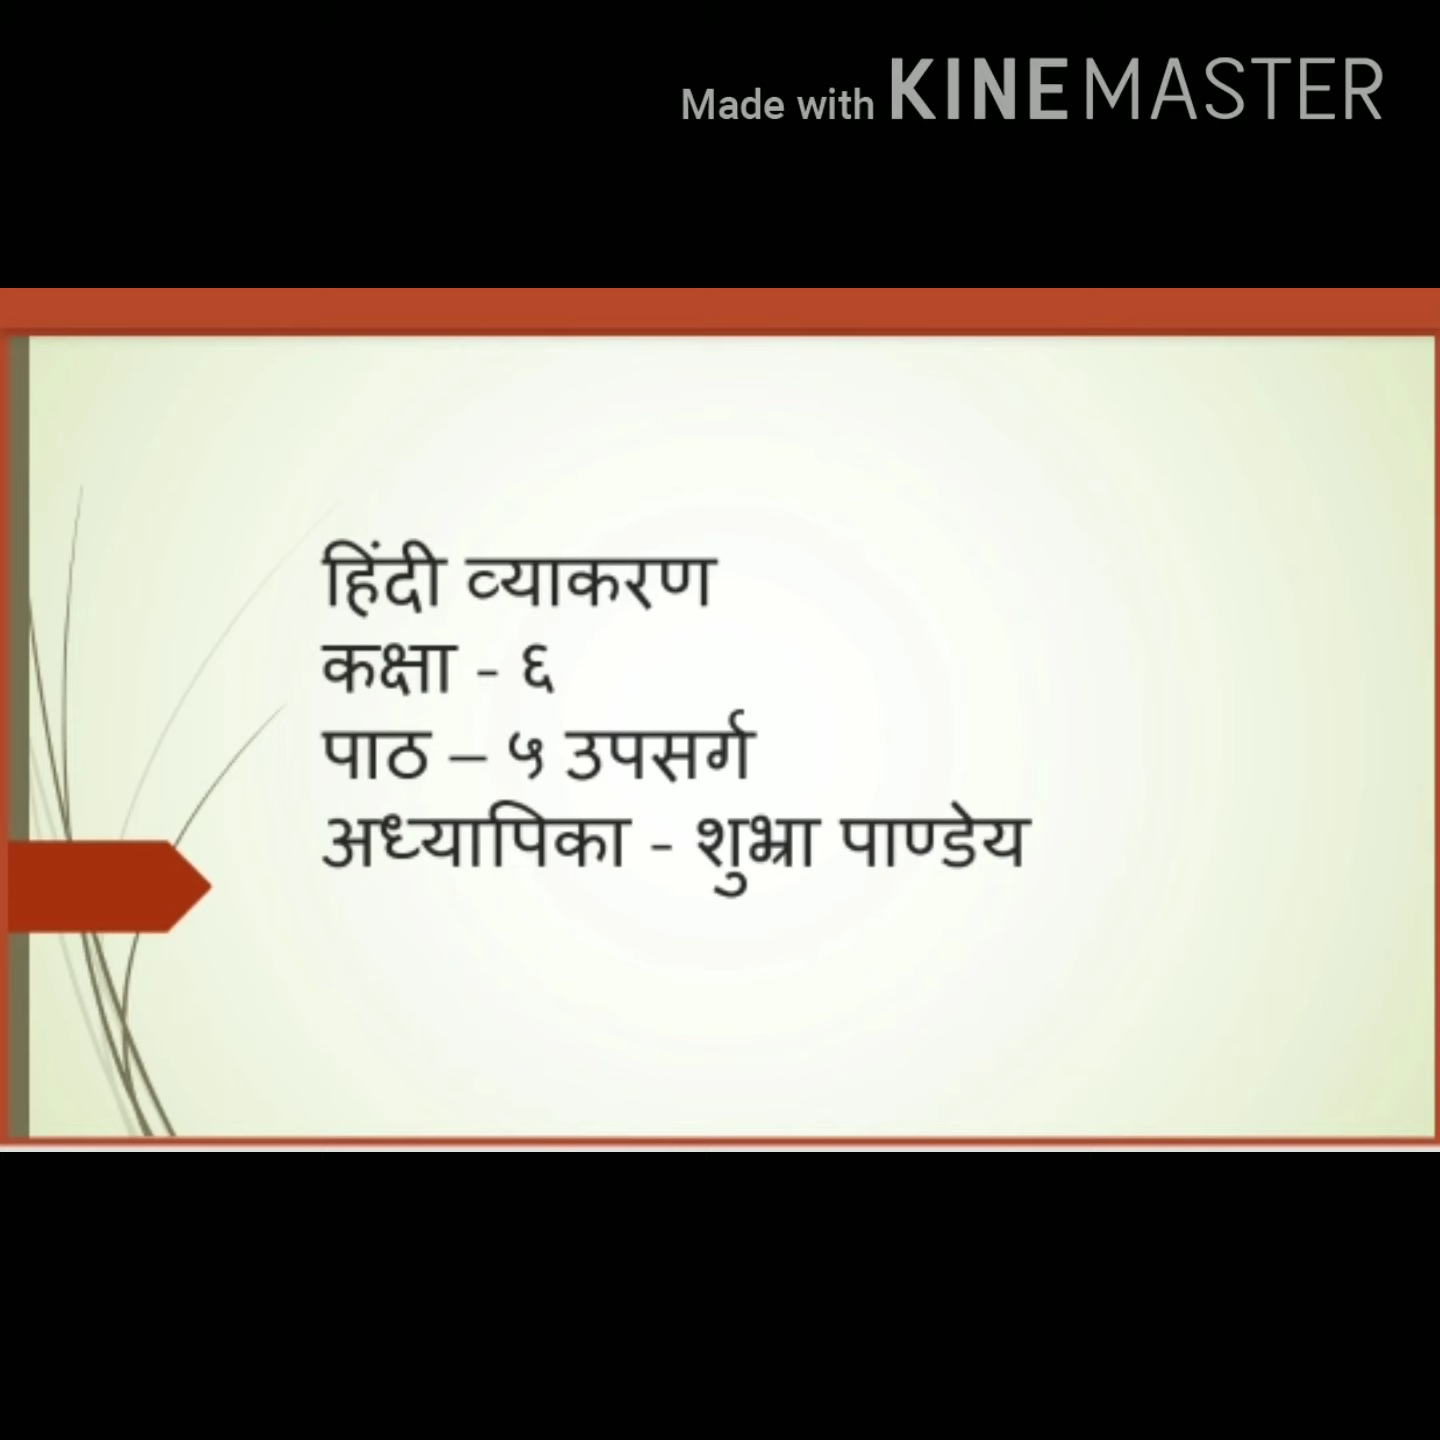 Made with KINEMASTER
हिंदी व्याकरण
कक्षा - ६
पाठ – ५ उपसर्ग
अध्यापिका - शुभ्रा पाण्डेय